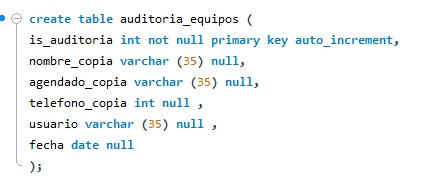 create table auditoria_equipos (
is_auditoria int not null primary key auto_increment,
nombre_copia varchar (35) null,
agendado_copia varchar (35) null,
telefono_copia int null ,
usuario varchar (35) null ,
fecha date null
);